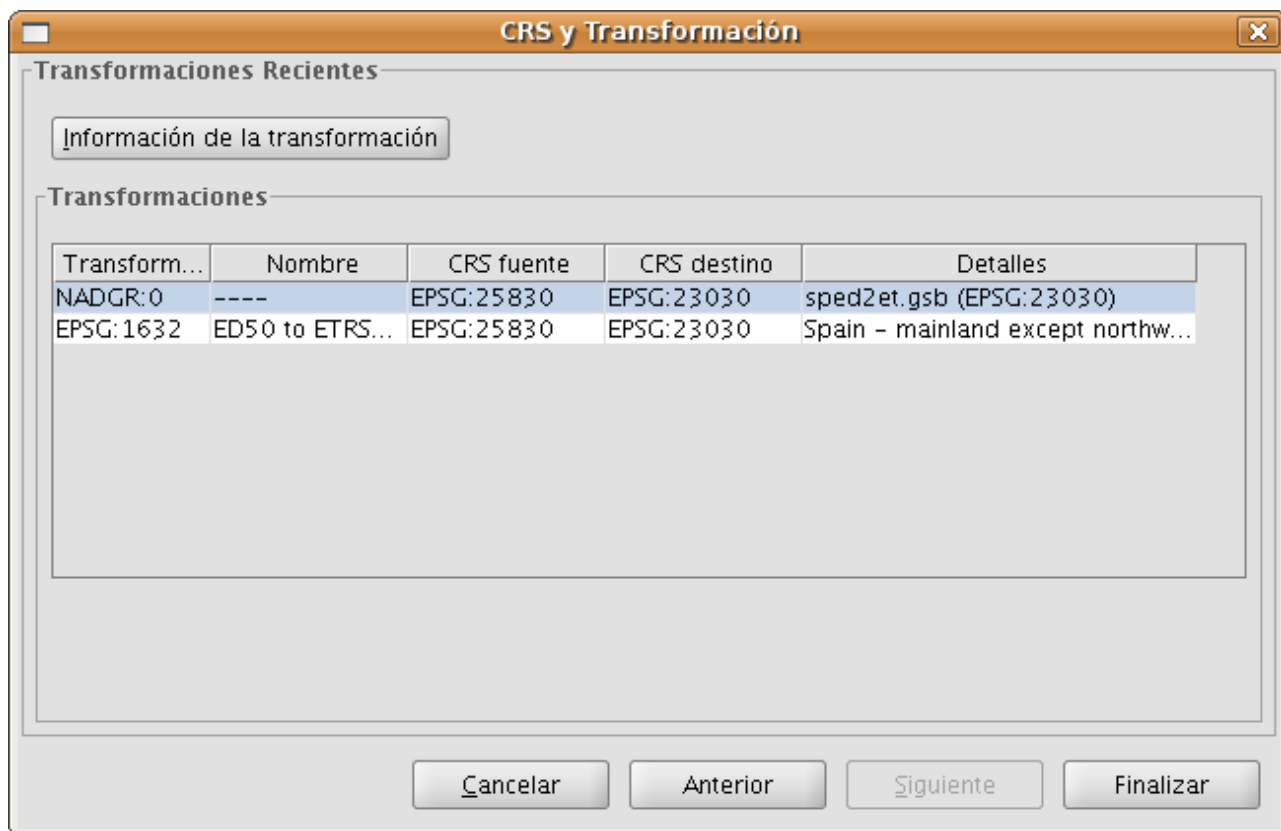 CRS y Transformación
Transformaciones Recientes
Información de la transformación
Transformaciones
Transform... Nombre CRS fuente CRS destino Detalles
NADGR:0 ---- EPSG:25830 EPSG:23030 sped2et.gsb (EPSG:23030)
EPSG:1632 ED50 to ETRS... EPSG:25830 EPSG:23030 Spain - mainland except northw...
Cancelar Anterior Siguiente Finalizar